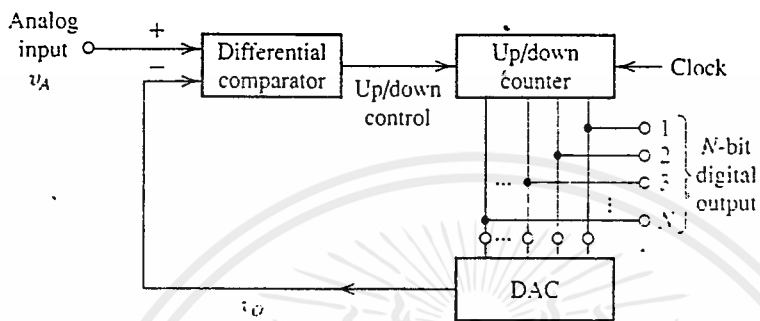 Analog
input
v_A
+
−
Differential
comparator
Up/down
control
Up/down
counter
Clock
1
2
3
...
⋮
N
N-bit
digital
output
...
DAC
v_O